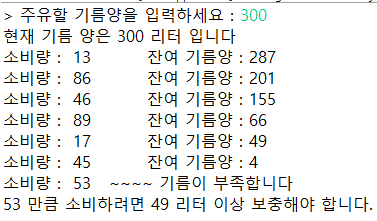 > 주유할 기름양을 입력하세요 : 300
현재 기름 양은 300 리터 입니다
소비량 : 13 잔여 기름양 : 287
소비량 : 86 잔여 기름양 : 201
소비량 : 46 잔여 기름양 : 155
소비량 : 89 잔여 기름양 : 66
소비량 : 17 잔여 기름양 : 49
소비량 : 45 잔여 기름양 : 4
소비량 : 53 ~~~~ 기름이 부족합니다
53 만큼 소비하려면 49 리터 이상 보충해야 합니다.